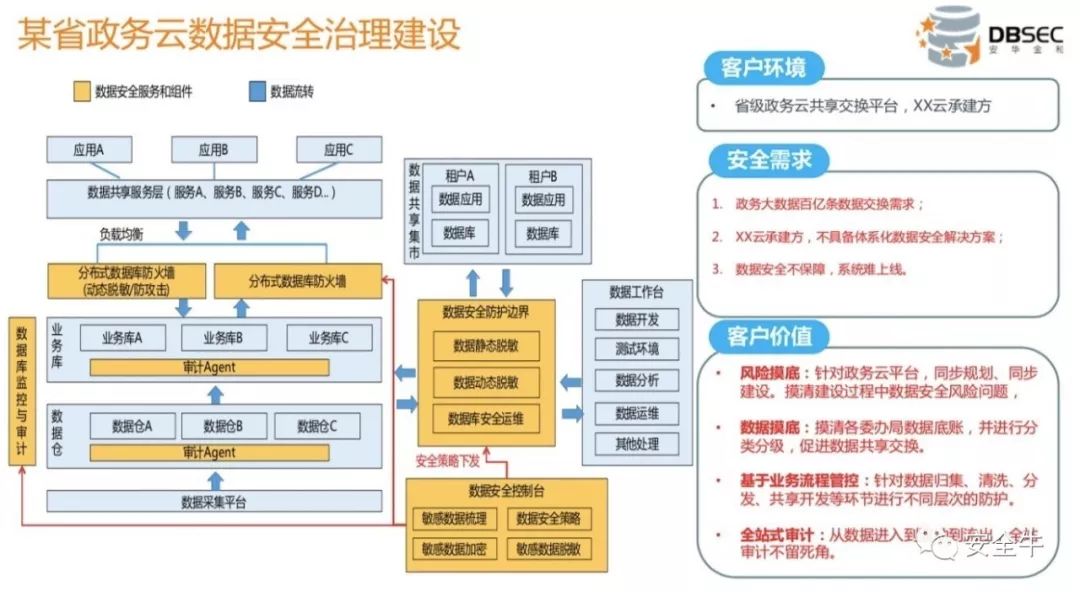 某省政务云数据安全治理建设
DBSEC
安华金和
数据安全服务和组件
数据流转
应用A
应用B
应用C
数据共享服务层（服务A、服务B、服务C、服务D...）
负载均衡
分布式数据库防火墙
(动态脱敏/防攻击)
分布式数据库防火墙
数据库监控与审计
业务库
业务库A
业务库B
业务库C
审计Agent
数据仓
数据仓A
数据仓B
数据仓C
审计Agent
数据采集平台
数据共享集市
租户A
数据应用
数据库
租户B
数据应用
数据库
数据安全防护边界
数据静态脱敏
数据动态脱敏
数据库安全运维
安全策略下发
数据工作台
数据开发
测试环境
数据分析
数据运维
其他处理
数据安全控制台
敏感数据梳理
数据安全策略
敏感数据加密
敏感数据脱敏
客户环境
• 省级政务云共享交换平台，XX云承建方
安全需求
1. 政务大数据百亿条数据交换需求；
2. XX云承建方，不具备体系化数据安全解决方案；
3. 数据安全不保障，系统难上线。
客户价值
• 风险摸底：针对政务云平台，同步规划、同步
建设。摸清建设过程中数据安全风险问题，
• 数据摸底：摸清各委办局数据底账，并进行分
类分级，促进数据共享交换。
• 基于业务流程管控：针对数据归集、清洗、分
发、共享开发等环节进行不同层次的防护。
• 全站式审计：从数据进入到
到流出，全站
审计不留死角。
安全牛